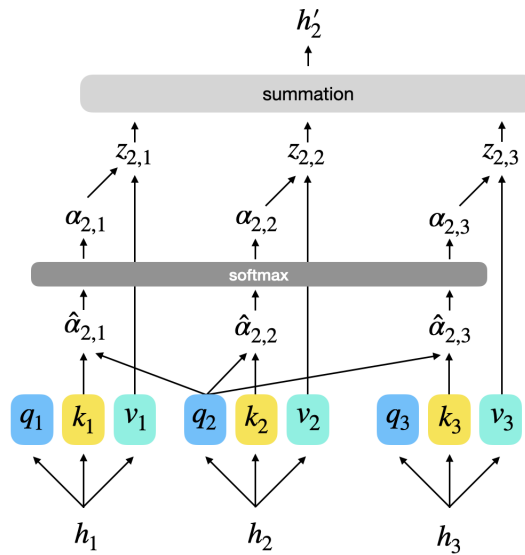 h′₂
summation
z₂,₁ z₂,₂ z₂,₃
α₂,₁ α₂,₂ α₂,₃
softmax
α̂₂,₁ α̂₂,₂ α̂₂,₃
q₁ k₁ v₁ q₂ k₂ v₂ q₃ k₃ v₃
h₁ h₂ h₃